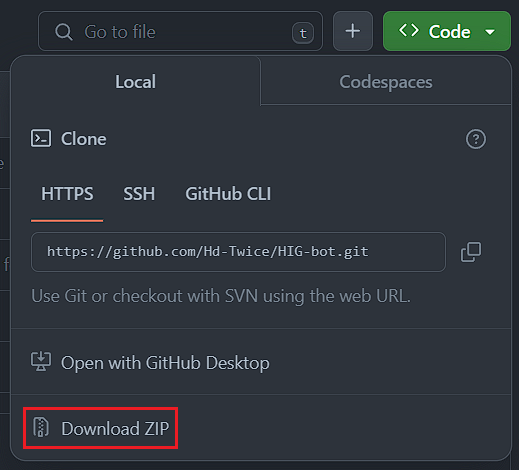 Go to file t + Code
Local Codespaces
Clone
HTTPS SSH GitHub CLI
https://github.com/Hd-Twice/HIG-bot.git
Use Git or checkout with SVN using the web URL.
Open with GitHub Desktop
Download ZIP